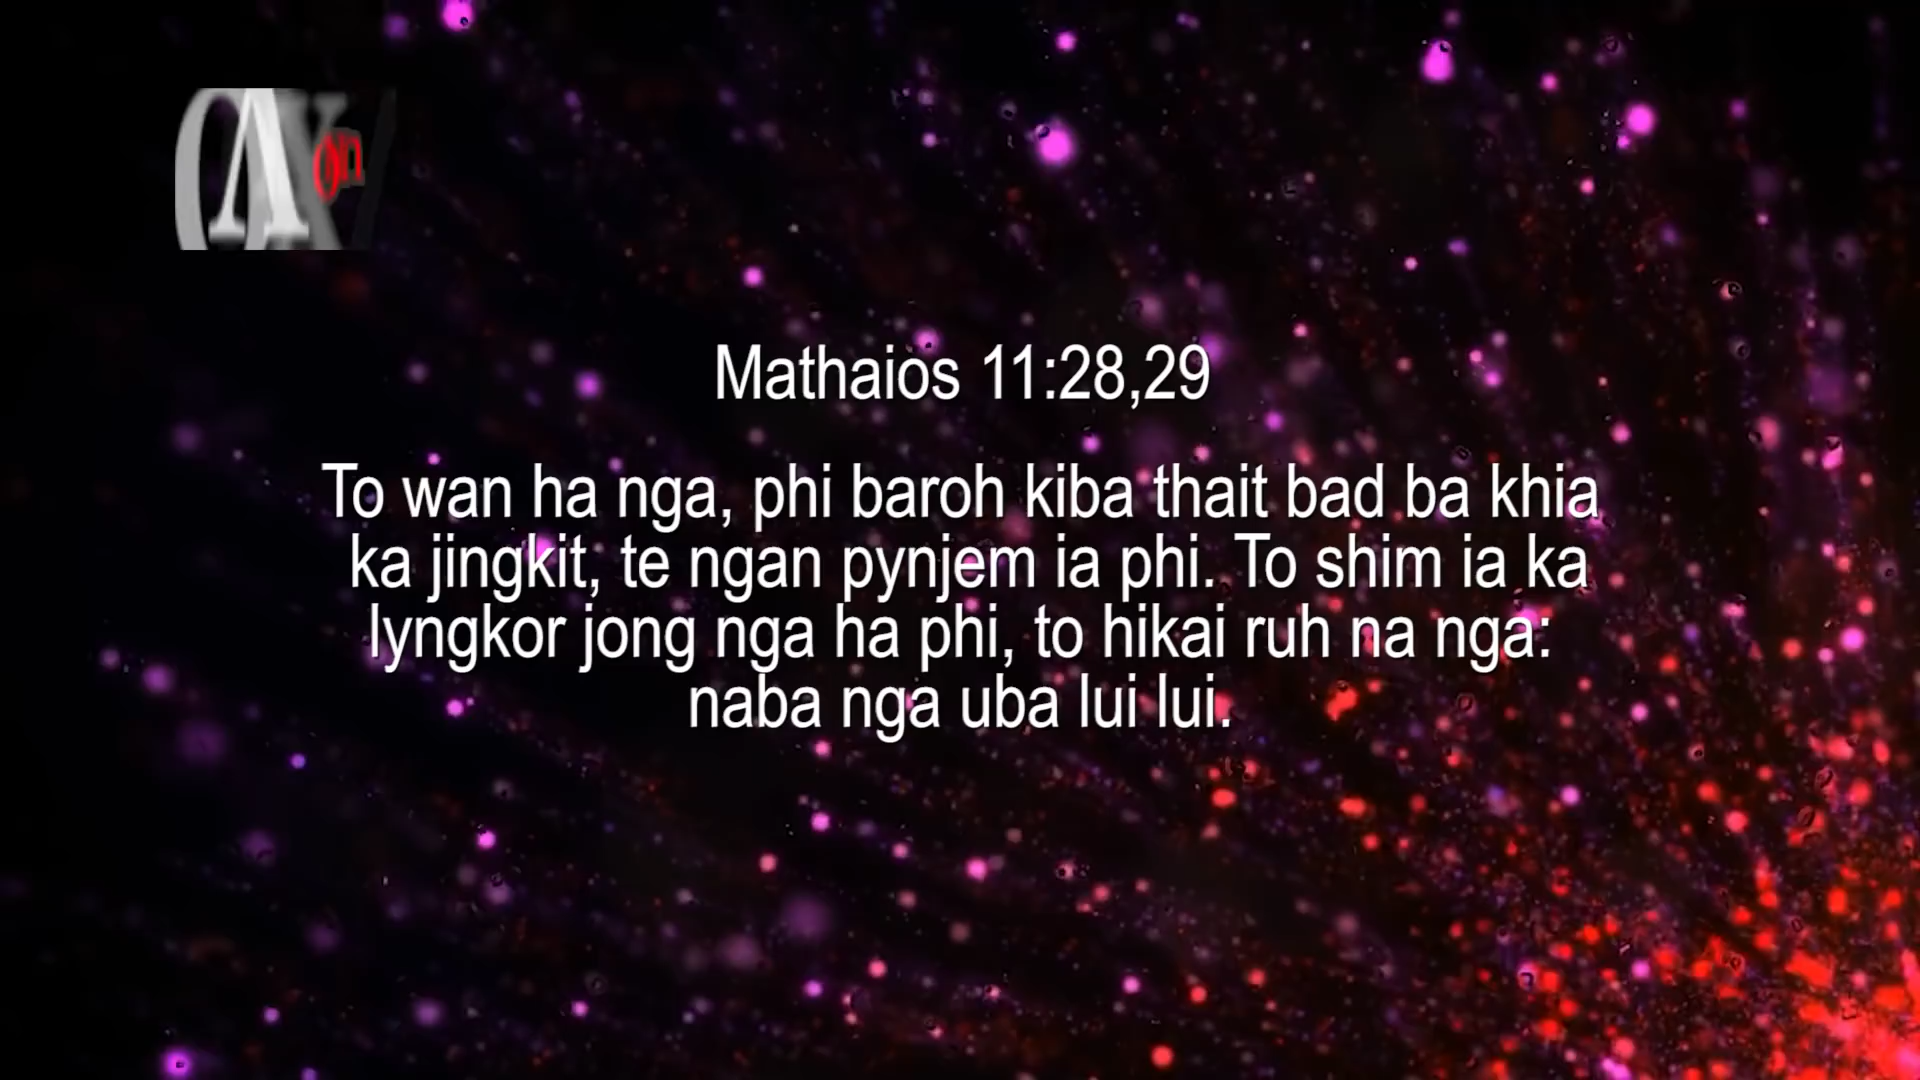 on
Mathaios 11:28,29
To wan ha nga, phi baroh kiba thait bad ba khia
ka jingkit, te ngan pynjem ia phi. To shim ia ka
lyngkor jong nga ha phi, to hikai ruh na nga:
naba nga uba lui lui.